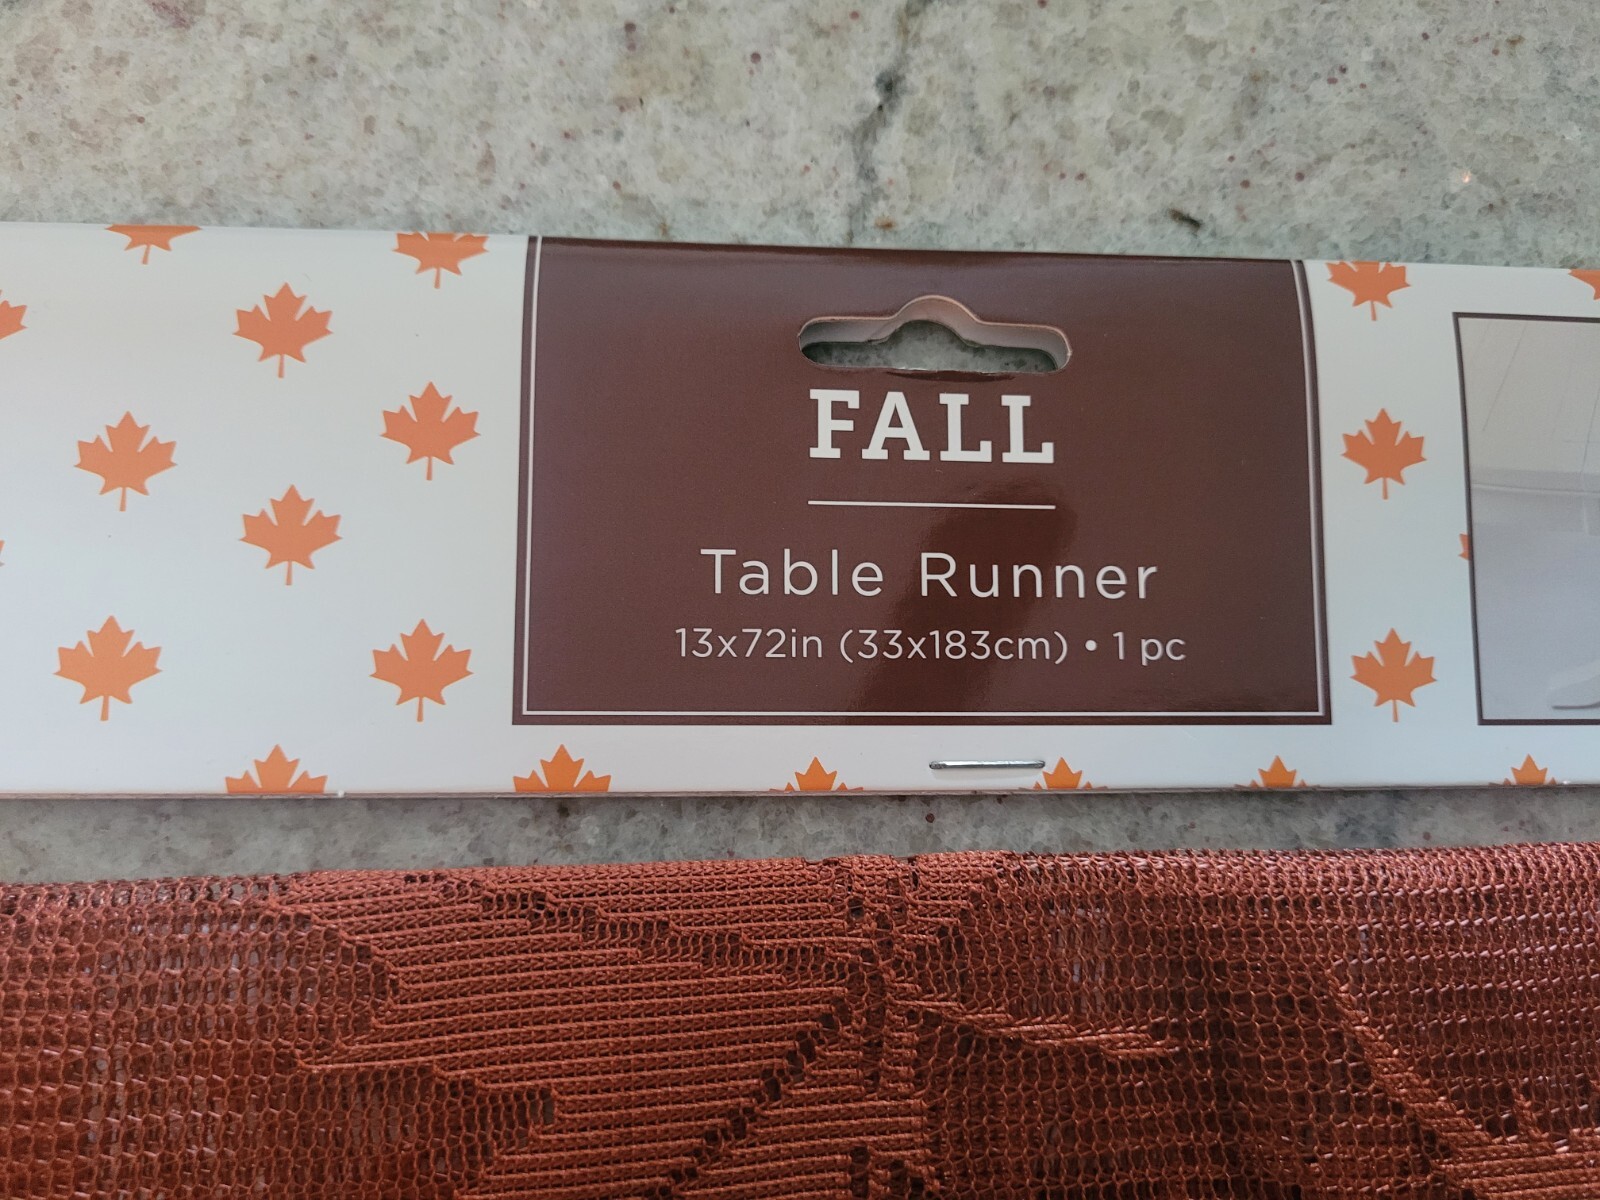 FALL
Table Runner
13x72in (33x183cm) • 1 pc